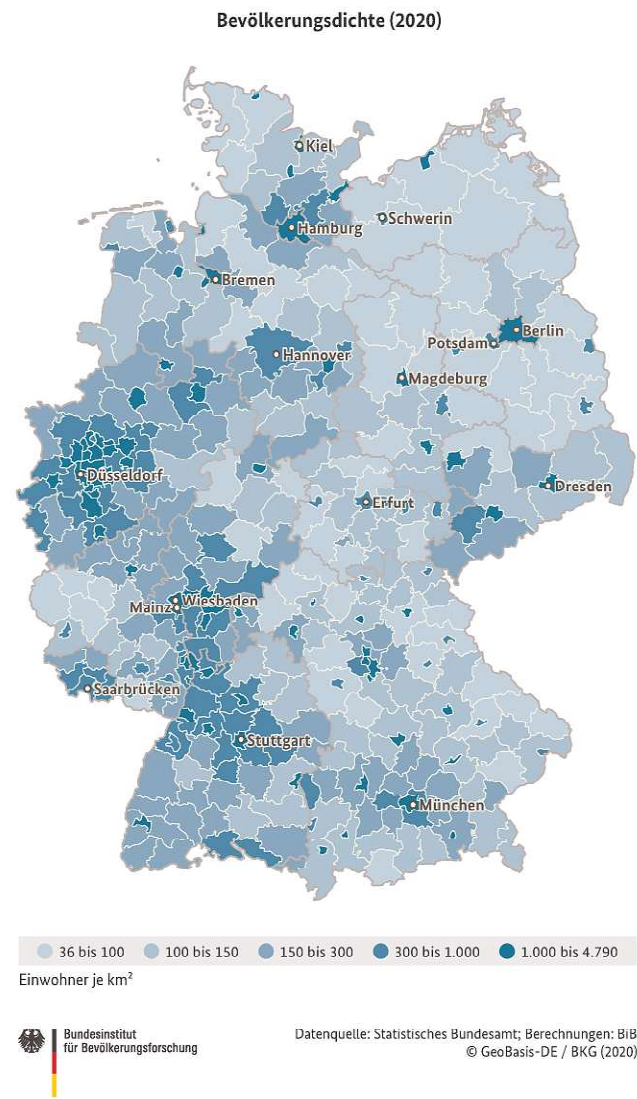 Bevölkerungsdichte (2020)
Kiel
Schwerin
Hamburg
Bremen
Berlin
Potsdam
Hannover
Magdeburg
Düsseldorf
Dresden
Erfurt
Wiesbaden
Mainz
Saarbrücken
Stuttgart
München
36 bis 100 100 bis 150 150 bis 300 300 bis 1.000 1.000 bis 4.790
Einwohner je km²
Bundesinstitut
für Bevölkerungsforschung
Datenquelle: Statistisches Bundesamt; Berechnungen: BiB
© GeoBasis-DE / BKG (2020)